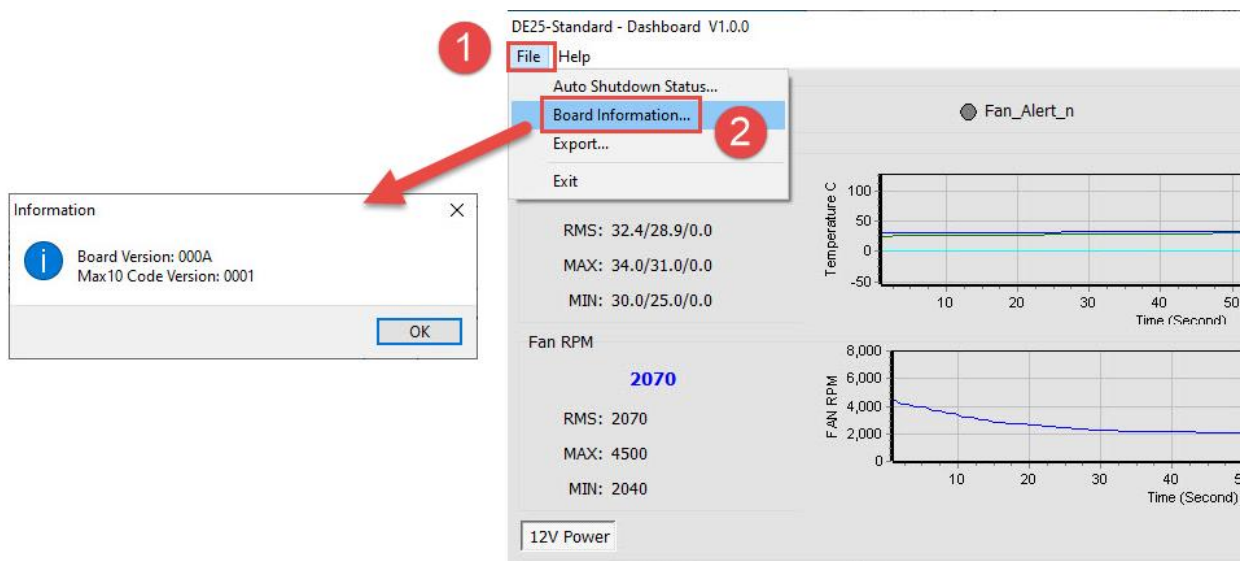 DE25-Standard - Dashboard V1.0.0
1
File Help
Auto Shutdown Status...
Board Information...
2
Export...
Exit
Fan_Alert_n
Information
Board Version: 000A
Max10 Code Version: 0001
OK
RMS: 32.4/28.9/0.0
MAX: 34.0/31.0/0.0
MIN: 30.0/25.0/0.0
Temperature C
100
50
0
-50
10 20 30 40 50
Time (Second)
Fan RPM
2070
RMS: 2070
MAX: 4500
MIN: 2040
FAN RPM
8,000
6,000
4,000
2,000
0
10 20 30 40
Time (Second)
12V Power